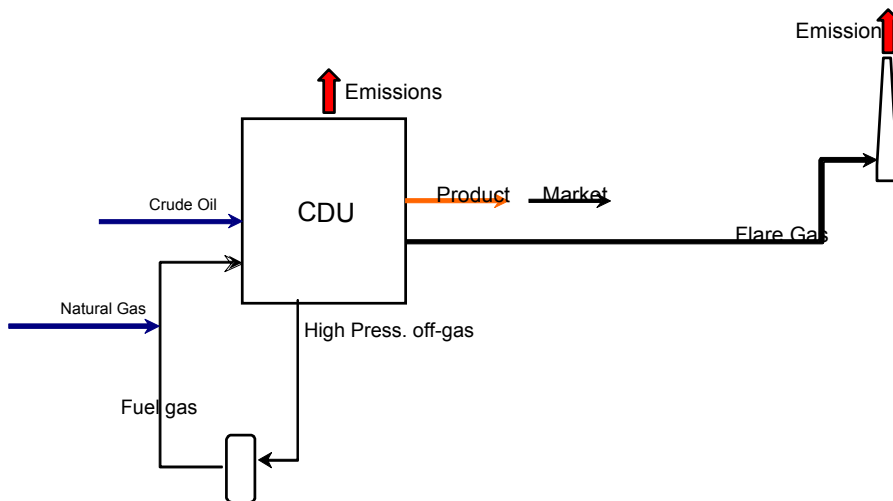 Emission
Emissions
Crude Oil
CDU
Product
Market
Flare Gas
Natural Gas
High Press. off-gas
Fuel gas